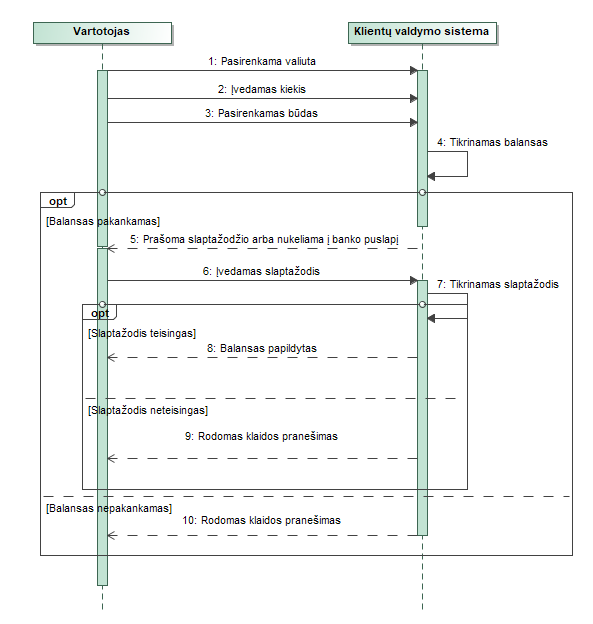 Vartotojas
Klientų valdymo sistema
1: Pasirenkama valiuta
2: Įvedamas kiekis
3: Pasirenkamas būdas
4: Tikrinamas balansas
opt
[Balansas pakankamas]
5: Prašoma slaptažodžio arba nukeliama į banko puslapį
6: Įvedamas slaptažodis
7: Tikrinamas slaptažodis
opt
[Slaptažodis teisingas]
8: Balansas papildytas
[Slaptažodis neteisingas]
9: Rodomas klaidos pranešimas
[Balansas nepakankamas]
10: Rodomas klaidos pranešimas